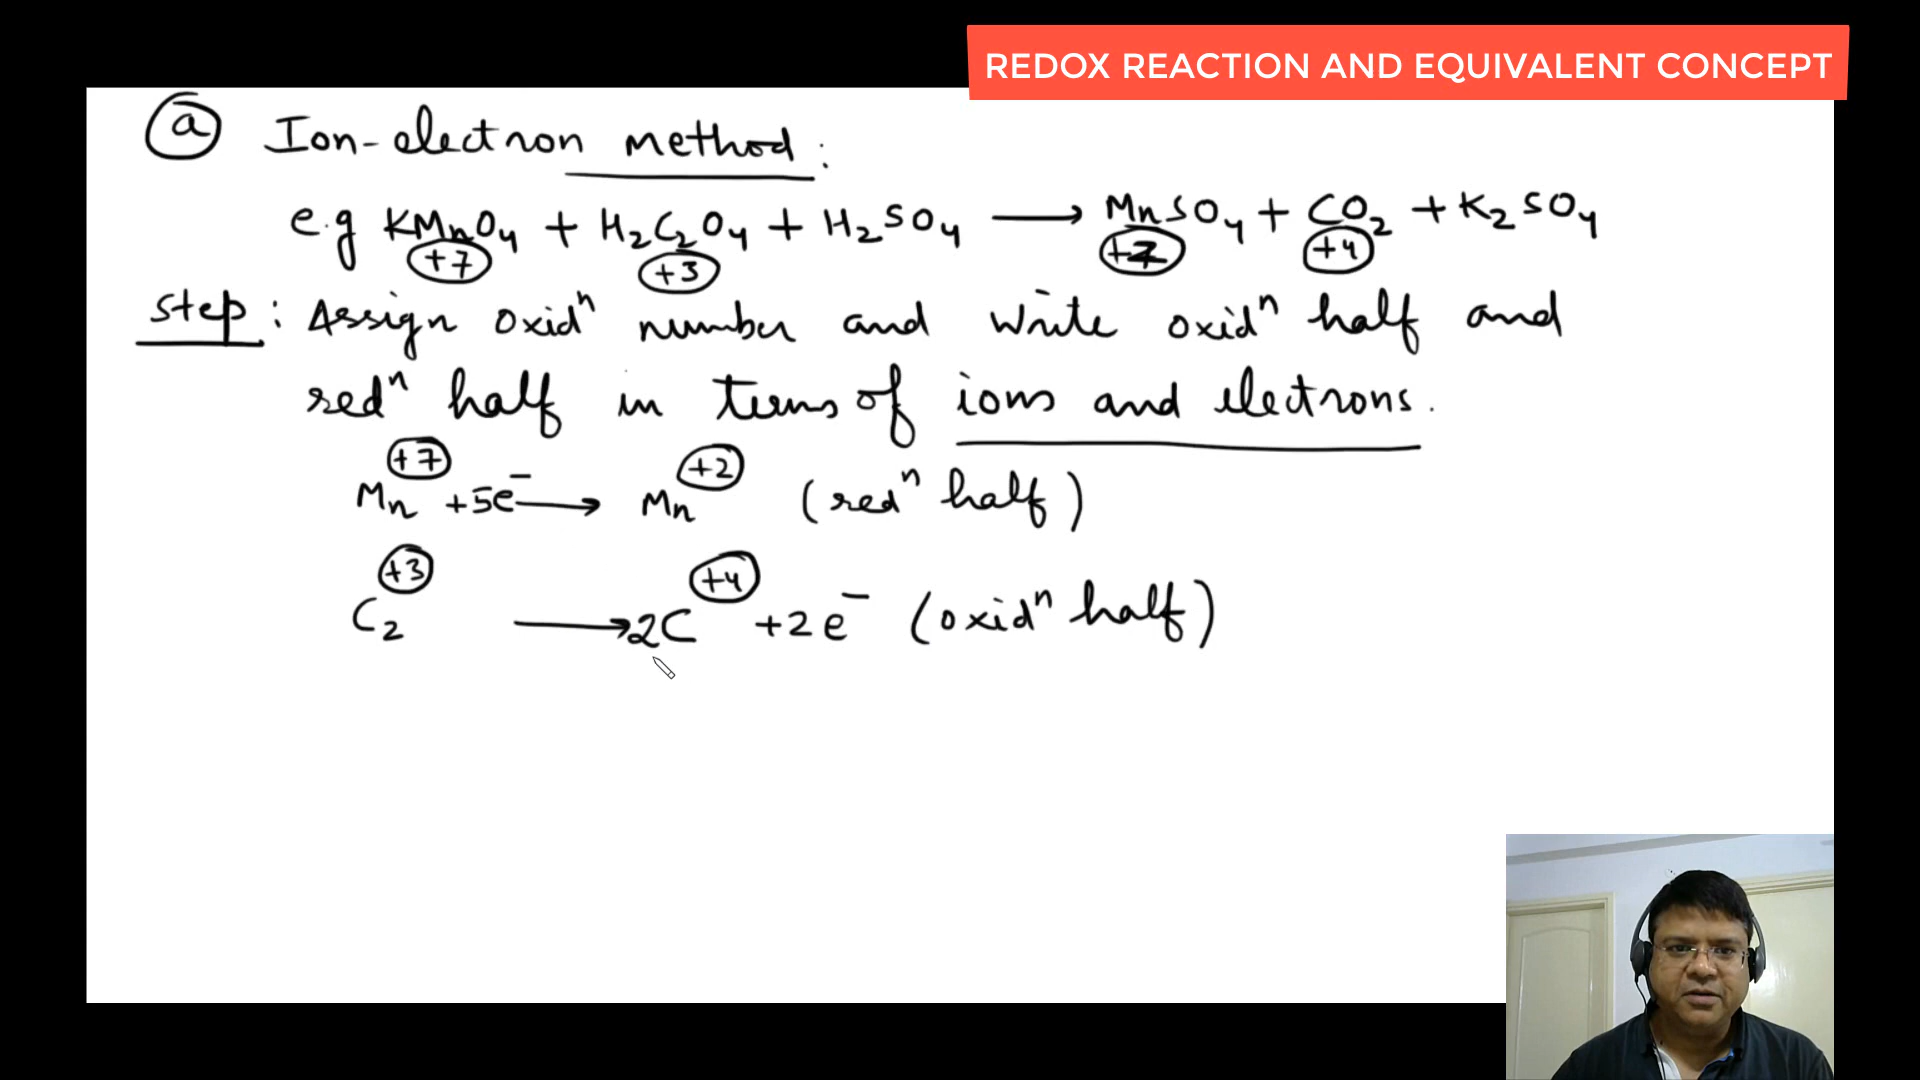 REDOX REACTION AND EQUIVALENT CONCEPT
ⓐ Ion-electron method:
e.g KMnO₄ + H₂C₂O₄ + H₂SO₄ ⟶ MnSO₄ + CO₂ + K₂SO₄
+7 +3 +2 +4
Step: Assign oxidⁿ number and write oxidⁿ half and
redⁿ half in terms of ions and electrons.
Mn⁺⁷ + 5e⁻ ⟶ Mn⁺² (redⁿ half)
C₂⁺³ ⟶ 2C⁺⁴ + 2e⁻ (oxidⁿ half)